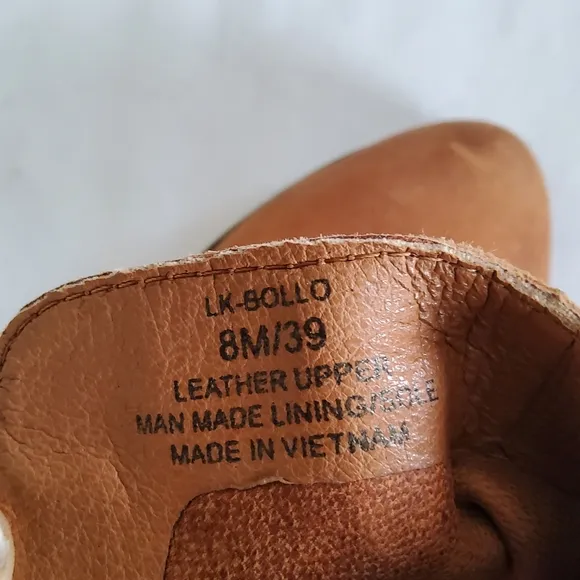 LK-BOLLO
8M/39
LEATHER UPPER
MAN MADE LINING/SOLE
MADE IN VIETNAM